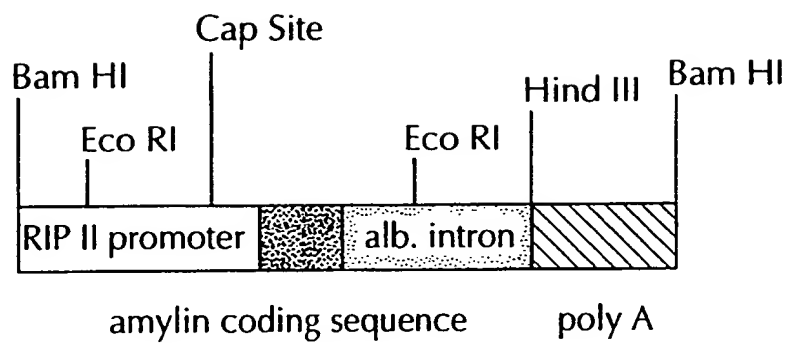 Cap Site
Bam HI
Hind III
Bam HI
Eco RI
Eco RI
RIP II promoter
alb. intron
amylin coding sequence
poly A